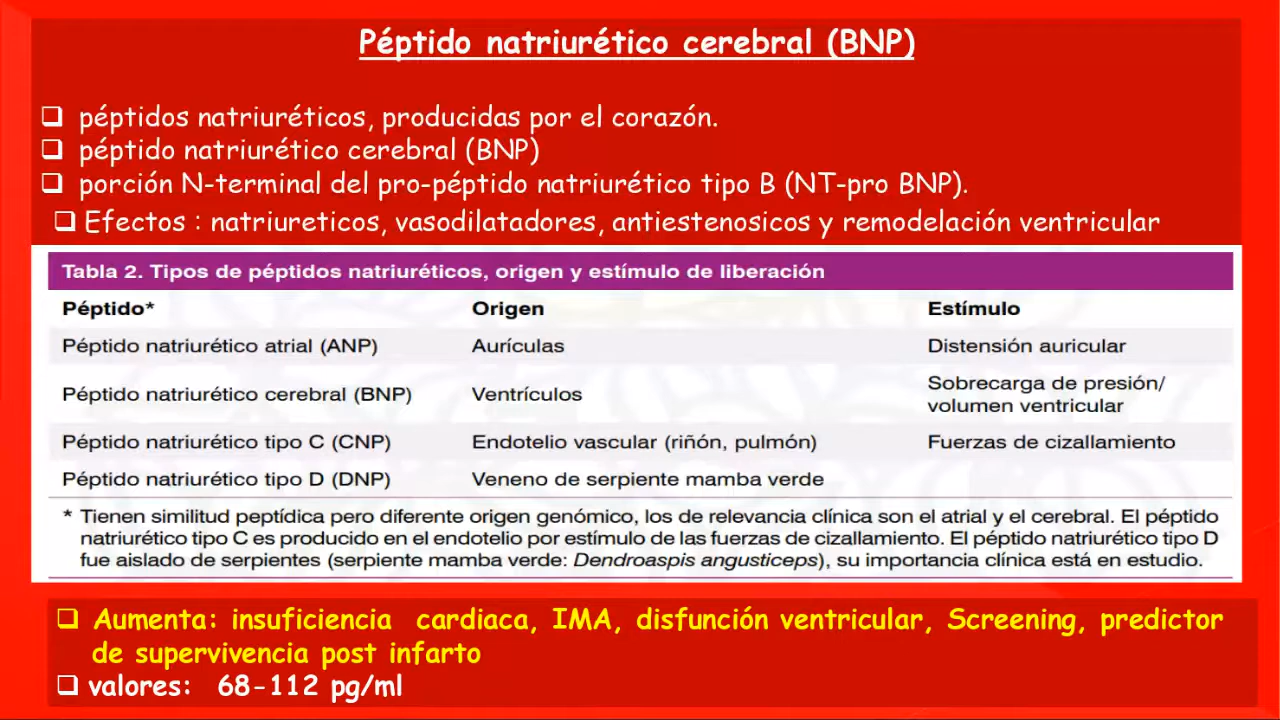 Péptido natriurético cerebral (BNP)
❑ péptidos natriuréticos, producidas por el corazón.
❑ péptido natriurético cerebral (BNP)
❑ porción N-terminal del pro-péptido natriurético tipo B (NT-pro BNP).
❑ Efectos : natriureticos, vasodilatadores, antiestenosicos y remodelación ventricular
Tabla 2. Tipos de péptidos natriuréticos, origen y estímulo de liberación
Péptido* Origen Estímulo
Péptido natriurético atrial (ANP) Aurículas Distensión auricular
Péptido natriurético cerebral (BNP) Ventrículos Sobrecarga de presión/
volumen ventricular
Péptido natriurético tipo C (CNP) Endotelio vascular (riñón, pulmón) Fuerzas de cizallamiento
Péptido natriurético tipo D (DNP) Veneno de serpiente mamba verde
* Tienen similitud peptídica pero diferente origen genómico, los de relevancia clínica son el atrial y el cerebral. El péptido
natriurético tipo C es producido en el endotelio por estímulo de las fuerzas de cizallamiento. El péptido natriurético tipo D
fue aislado de serpientes (serpiente mamba verde: Dendroaspis angusticeps), su importancia clínica está en estudio.
❑ Aumenta: insuficiencia cardiaca, IMA, disfunción ventricular, Screening, predictor
de supervivencia post infarto
❑ valores: 68-112 pg/ml